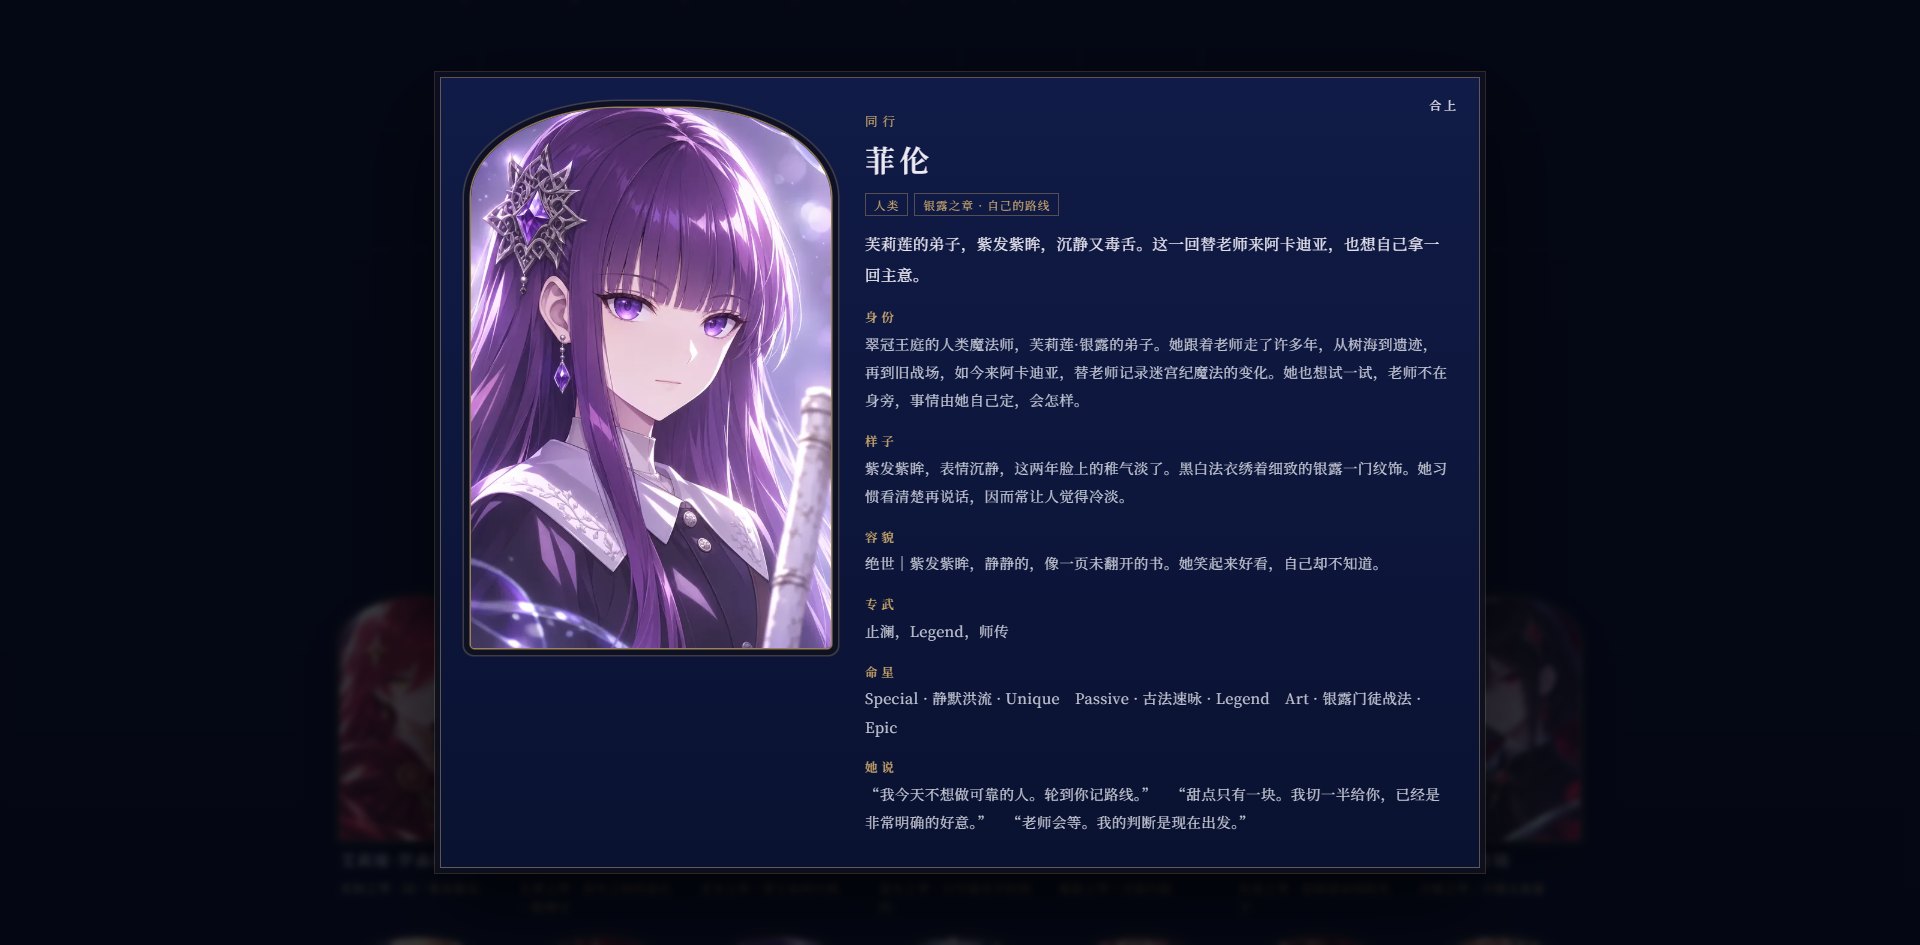 合上
同行
菲伦
人类
银露之章 · 自己的路线
芙莉莲的弟子，紫发紫眸，沉静又毒舌。这一回替老师来阿卡迪亚，也想自己拿一
回主意。
身份
翠冠王庭的人类魔法师，芙莉莲·银露的弟子。她跟着老师走了许多年，从树海到遗迹，
再到旧战场，如今来阿卡迪亚，替老师记录迷宫纪魔法的变化。她也想试一试，老师不在
身旁，事情由她自己定，会怎样。
样子
紫发紫眸，表情沉静，这两年脸上的稚气淡了。黑白法衣绣着细致的银露一门纹饰。她习
惯看清楚再说话，因而常让人觉得冷淡。
容貌
绝世｜紫发紫眸，静静的，像一页未翻开的书。她笑起来好看，自己却不知道。
专武
止澜，Legend，师传
命星
Special · 静默洪流 · Unique　Passive · 古法速咏 · Legend　Art · 银露门徒战法 ·
Epic
她说
“我今天不想做可靠的人。轮到你记路线。”　“甜点只有一块。我切一半给你，已经是
非常明确的好意。”　“老师会等。我的判断是现在出发。”